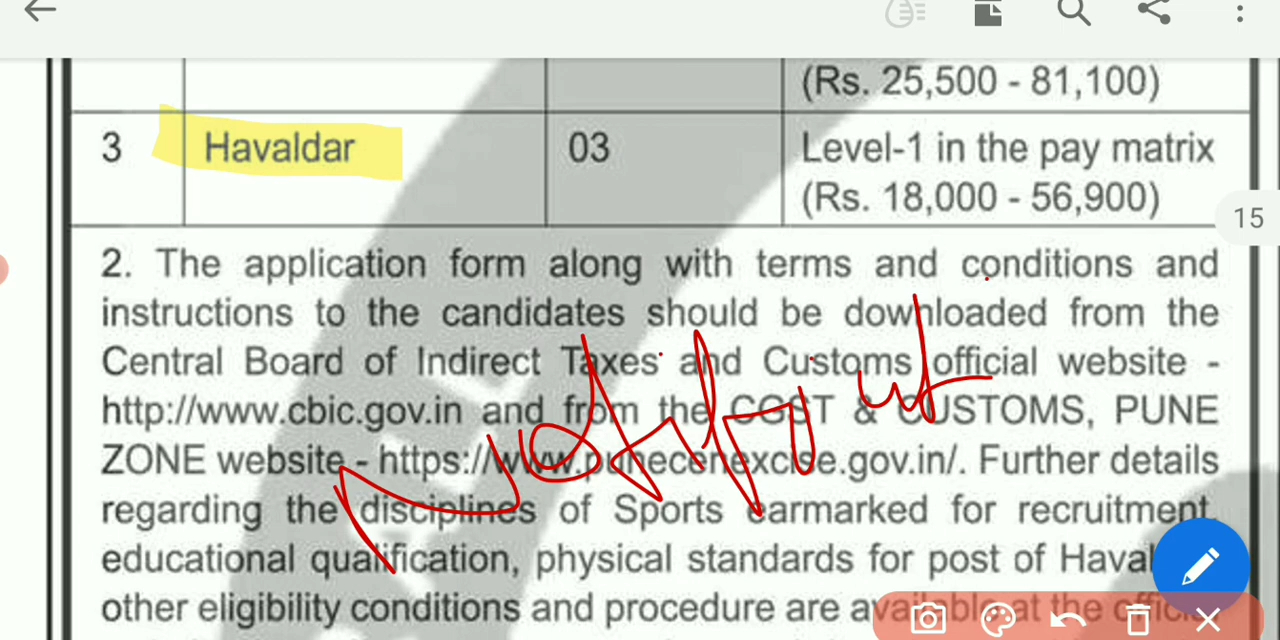 (Rs. 25,500 - 81,100)
3 Havaldar 03 Level-1 in the pay matrix
(Rs. 18,000 - 56,900)
15
2. The application form along with terms and conditions and
instructions to the candidates should be downloaded from the
Central Board of Indirect Taxes and Customs official website -
http://www.cbic.gov.in and from the CGST & CUSTOMS, PUNE
ZONE website - https://www.punecenexcise.gov.in/. Further details
regarding the disciplines of Sports earmarked for recruitment,
educational qualification, physical standards for post of
other eligibility conditions and procedure are available at the